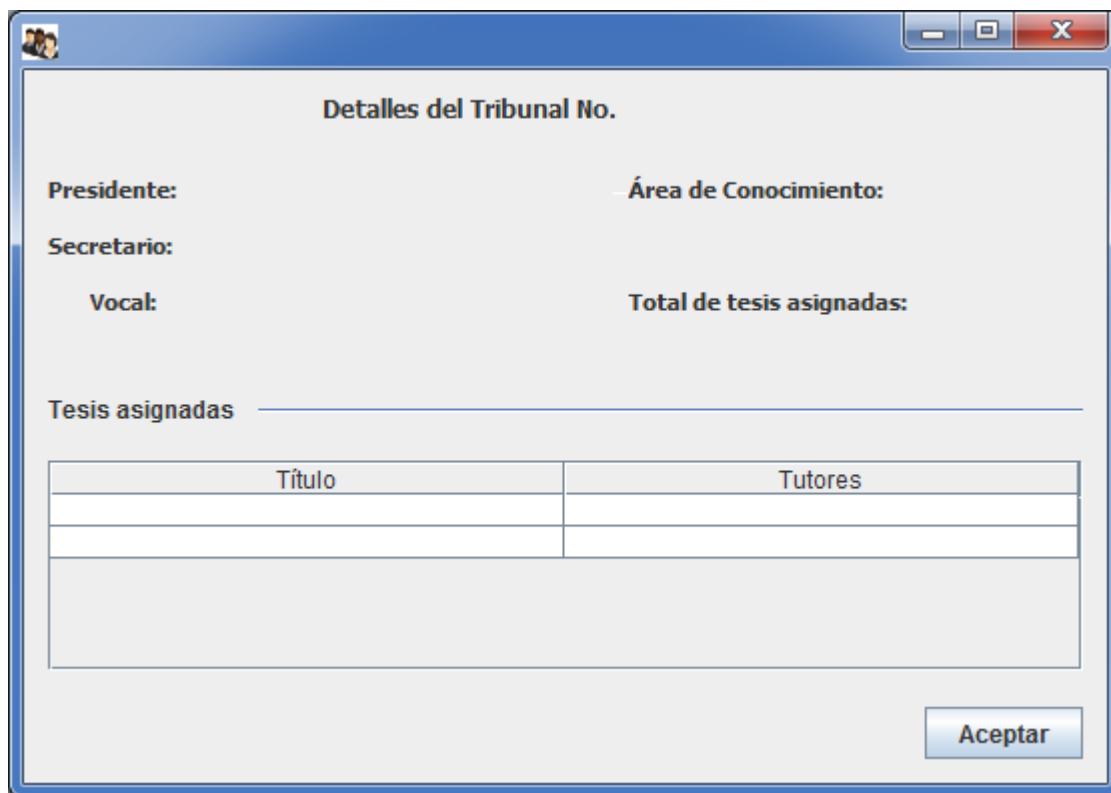 Detalles del Tribunal No.
Presidente:
Área de Conocimiento:
Secretario:
Vocal:
Total de tesis asignadas:
Tesis asignadas
Título
Tutores
Aceptar